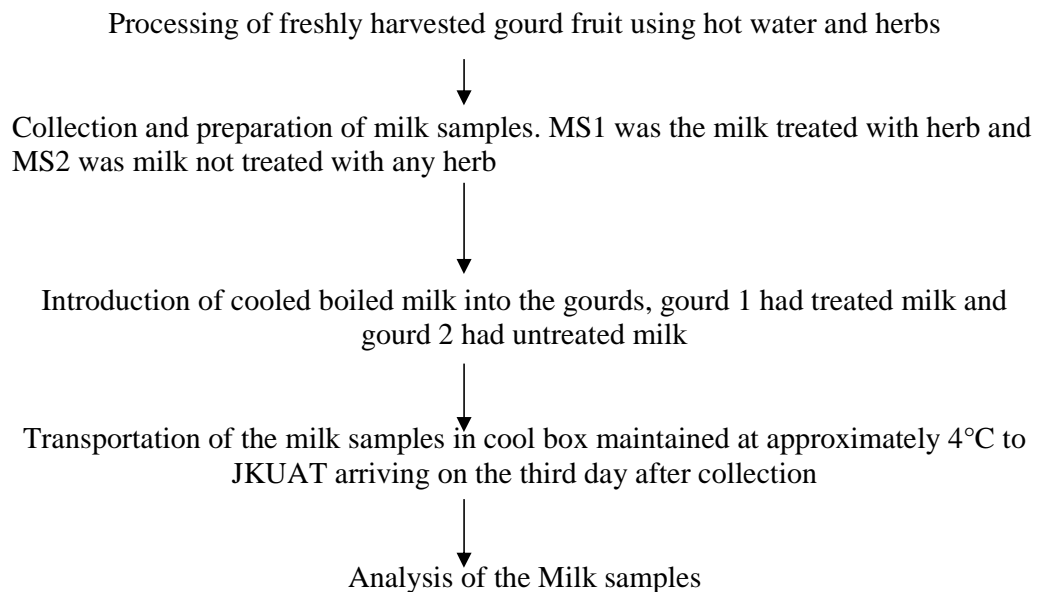 Processing of freshly harvested gourd fruit using hot water and herbs
Collection and preparation of milk samples. MS1 was the milk treated with herb and
MS2 was milk not treated with any herb
Introduction of cooled boiled milk into the gourds, gourd 1 had treated milk and
gourd 2 had untreated milk
Transportation of the milk samples in cool box maintained at approximately 4°C to
JKUAT arriving on the third day after collection
Analysis of the Milk samples